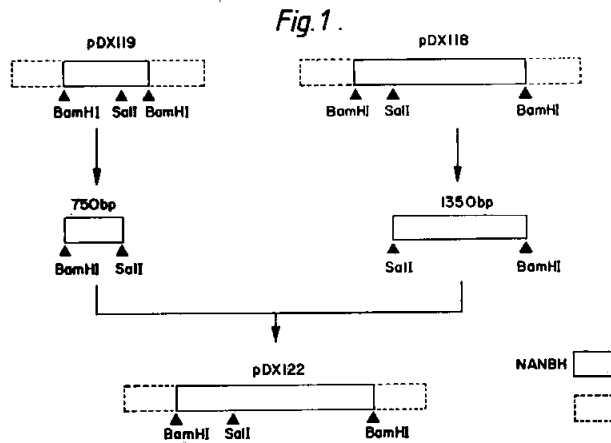 Fig.1.
pDX119
pDX118
BamHI SalI BamHI
BamHI SalI BamHI
750bp
1350bp
BamHI SalI
SalI BamHI
pDX122
NANBH
BamHI SalI BamHI